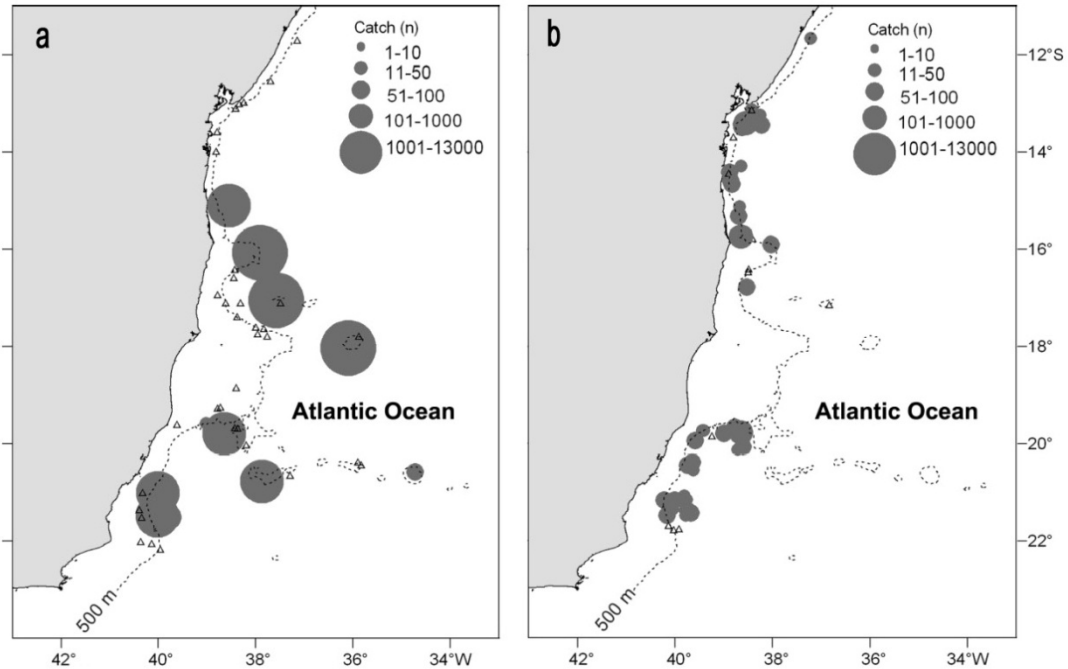 a
Catch (n)
1-10
11-50
51-100
101-1000
1001-13000
Atlantic Ocean
500 m
42°
40°
38°
36°
34°W
b
Catch (n)
1-10
11-50
51-100
101-1000
1001-13000
12°S
14°
16°
18°
Atlantic Ocean
20°
22°
500 m
42°
40°
38°
36°
34°W